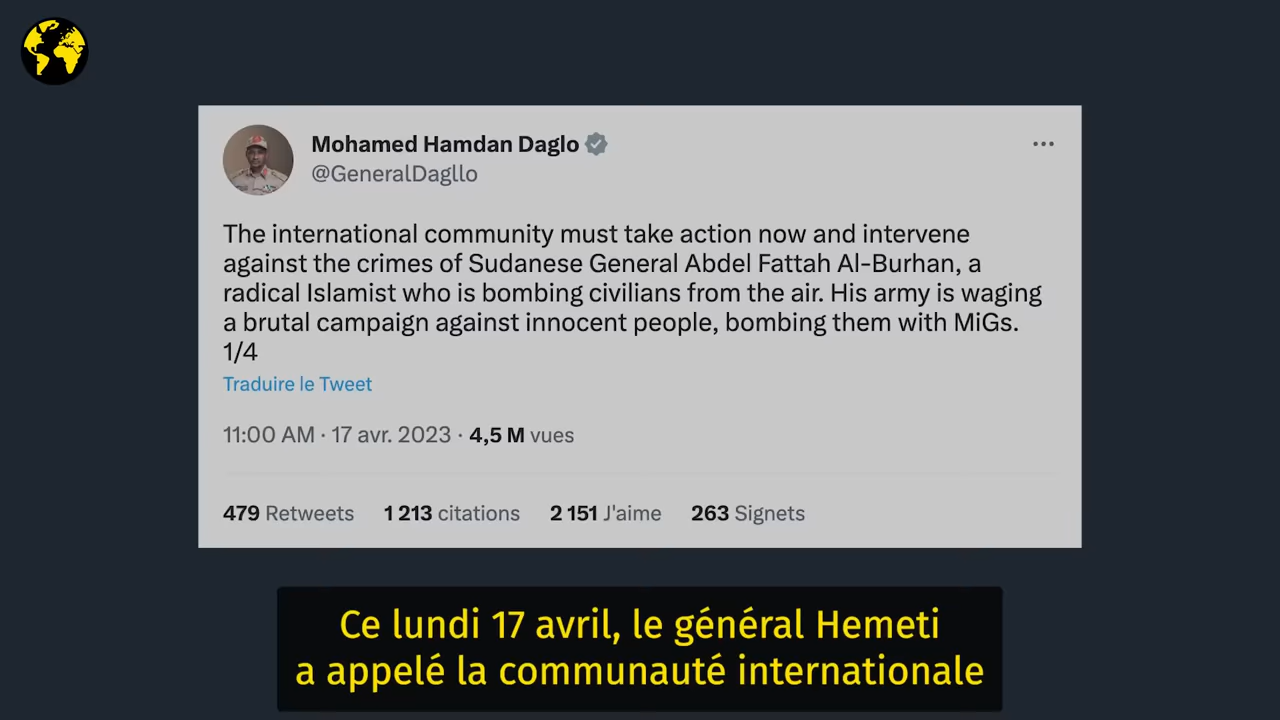 Mohamed Hamdan Daglo
@GeneralDagllo
The international community must take action now and intervene
against the crimes of Sudanese General Abdel Fattah Al-Burhan, a
radical Islamist who is bombing civilians from the air. His army is waging
a brutal campaign against innocent people, bombing them with MiGs.
1/4
Traduire le Tweet
11:00 AM · 17 avr. 2023 · 4,5 M vues
479 Retweets 1 213 citations 2 151 J'aime 263 Signets
Ce lundi 17 avril, le général Hemeti
a appelé la communauté internationale